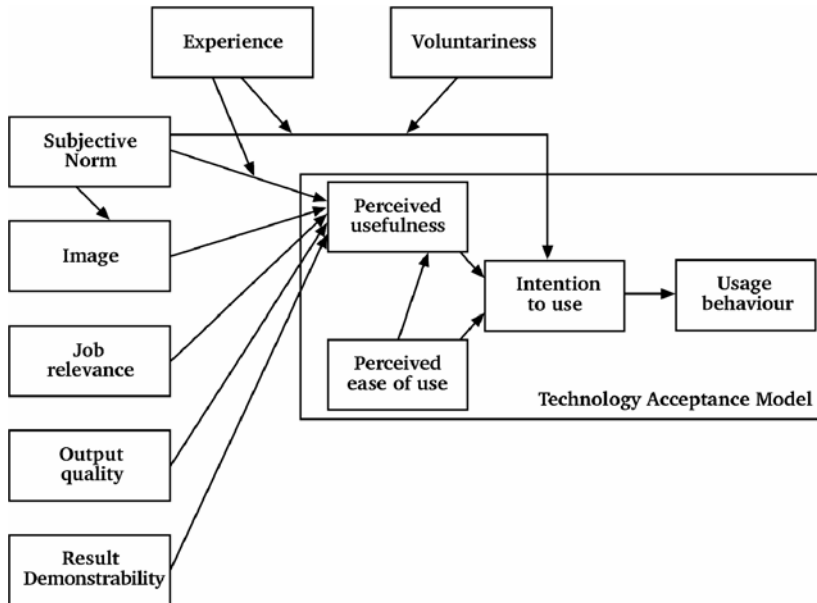 Experience
Voluntariness
Subjective
Norm
Image
Job
relevance
Output
quality
Result
Demonstrability
Perceived
usefulness
Perceived
ease of use
Intention
to use
Usage
behaviour
Technology Acceptance Model